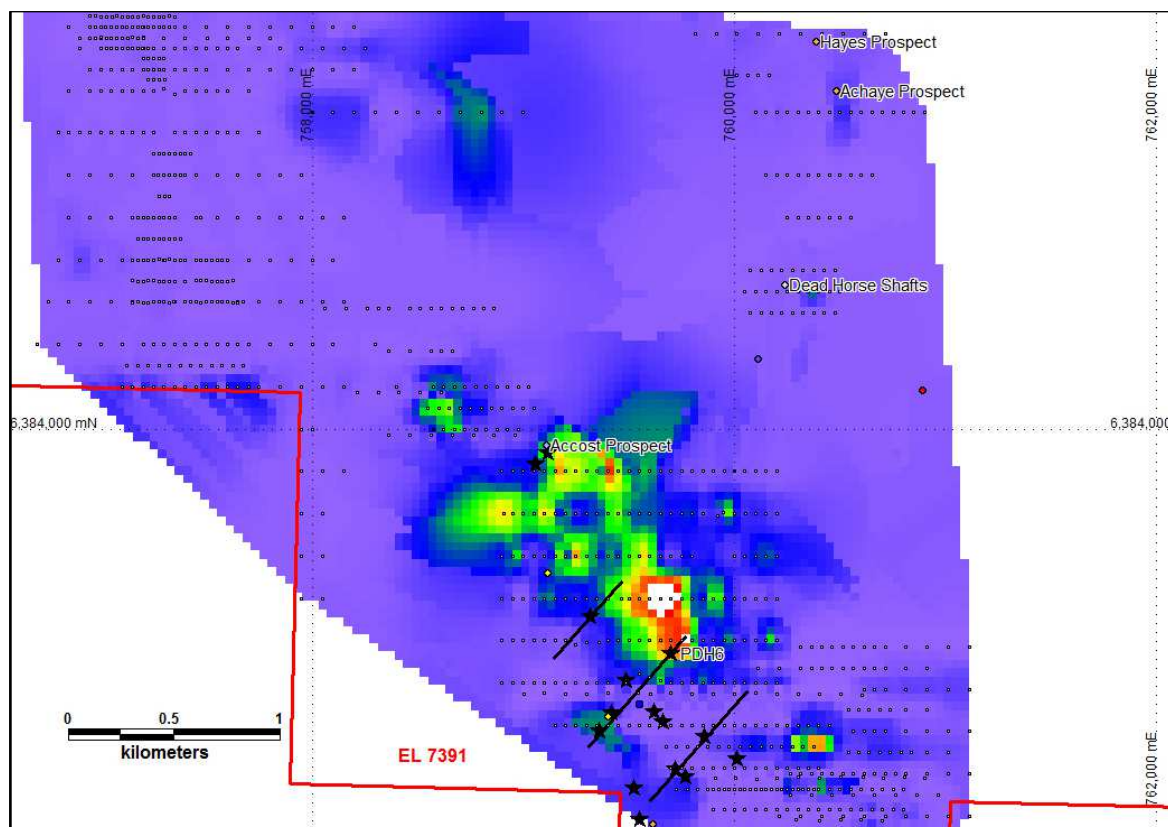 Hayes Prospect
758,000 mE
760,000 mE
762,000 mE
Achaye Prospect
Dead Horse Shafts
6,384,000 mN
6,384,000
Accost Prospect
PDH6
0 0.5 1
kilometers
EL 7391
762,000 mE